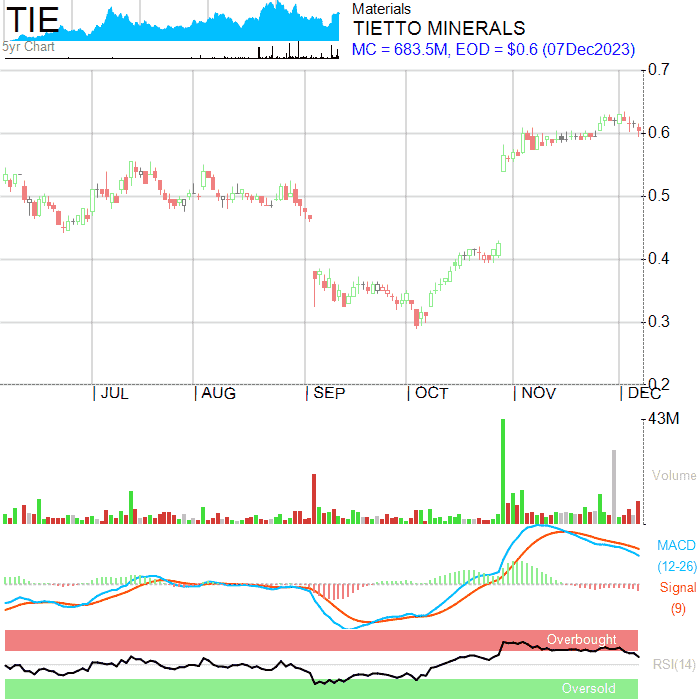 TIE
5yr Chart
Materials
TIETTO MINERALS
MC = 683.5M, EOD = $0.6 (07Dec2023)
0.7
0.6
0.5
0.4
0.3
0.2
JUL
AUG
SEP
OCT
NOV
DEC
43M
Volume
MACD
(12-26)
Signal
(9)
Overbought
RSI(14)
Oversold